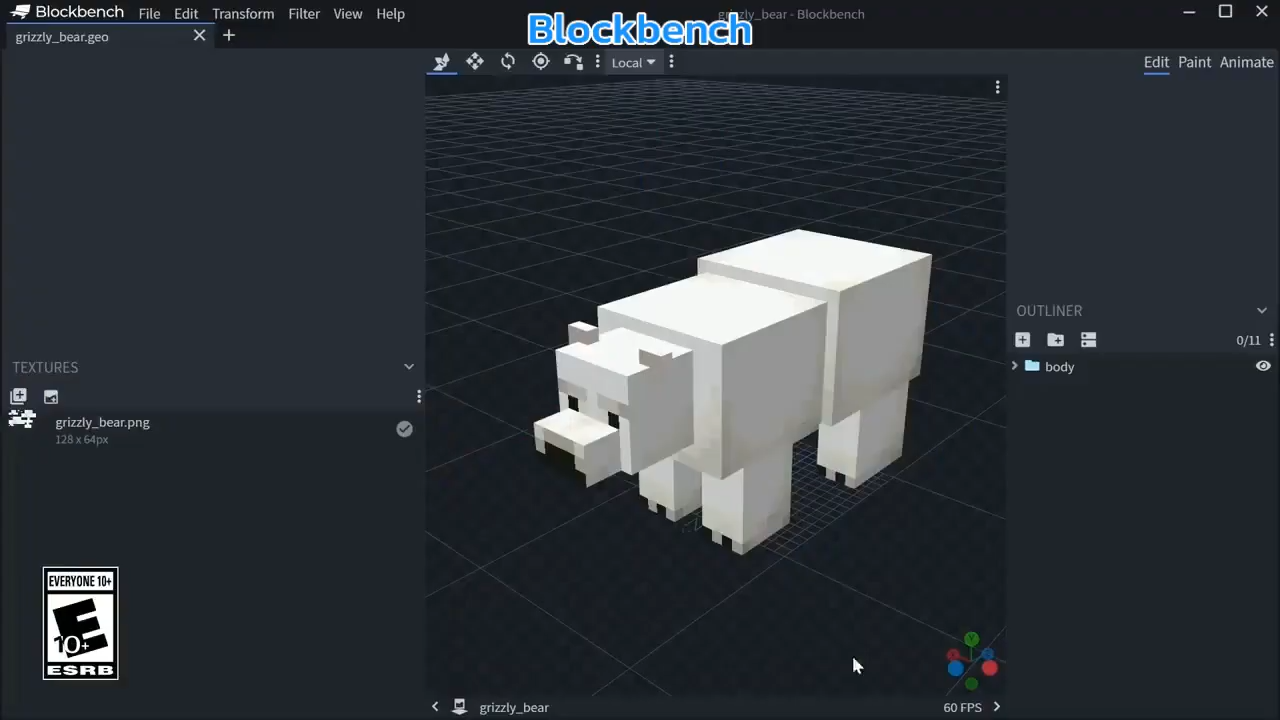 Blockbench
File Edit Transform Filter View Help
Blockbench
grizzly_bear - Blockbench
grizzly_bear.geo
Local
Edit Paint Animate
OUTLINER
0/11
body
TEXTURES
grizzly_bear.png
128 x 64px
EVERYONE 10+
E
10+
ESRB
Y
X
Z
grizzly_bear
60 FPS